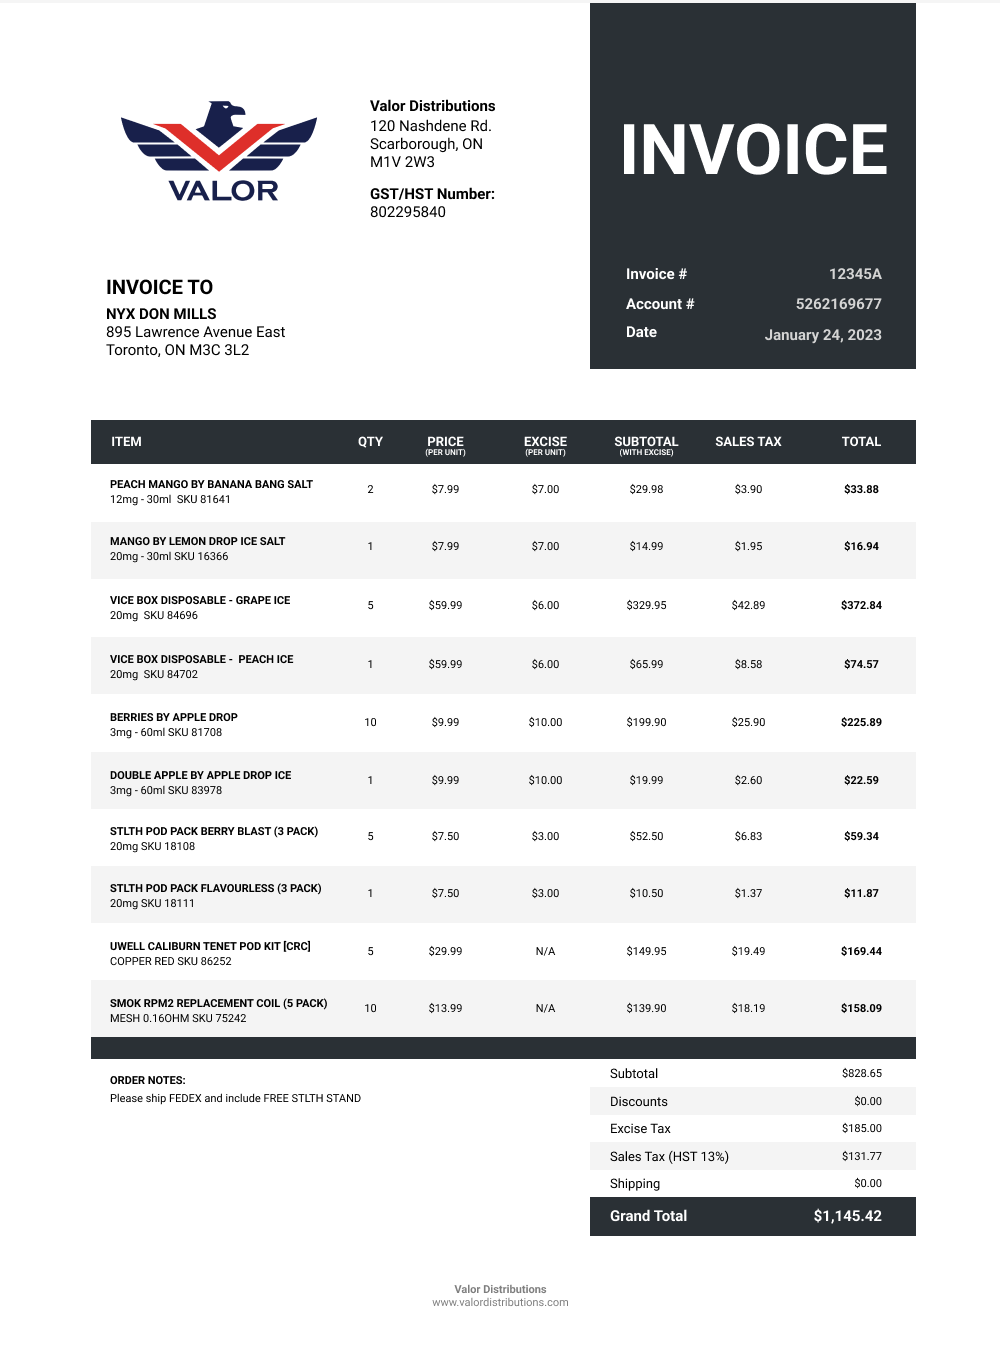 VALOR
Valor Distributions
120 Nashdene Rd.
Scarborough, ON
M1V 2W3
GST/HST Number:
802295840
INVOICE
Invoice # 12345A
Account # 5262169677
Date January 24, 2023
INVOICE TO
NYX DON MILLS
895 Lawrence Avenue East
Toronto, ON M3C 3L2
ITEM QTY PRICE EXCISE SUBTOTAL SALES TAX TOTAL
(PER UNIT) (PER UNIT) (WITH EXCISE)
PEACH MANGO BY BANANA BANG SALT 2 $7.99 $7.00 $29.98 $3.90 $33.88
12mg - 30ml SKU 81641
MANGO BY LEMON DROP ICE SALT 1 $7.99 $7.00 $14.99 $1.95 $16.94
20mg - 30ml SKU 16366
VICE BOX DISPOSABLE - GRAPE ICE 5 $59.99 $6.00 $329.95 $42.89 $372.84
20mg SKU 84696
VICE BOX DISPOSABLE - PEACH ICE 1 $59.99 $6.00 $65.99 $8.58 $74.57
20mg SKU 84702
BERRIES BY APPLE DROP 10 $9.99 $10.00 $199.90 $25.90 $225.89
3mg - 60ml SKU 81708
DOUBLE APPLE BY APPLE DROP ICE 1 $9.99 $10.00 $19.99 $2.60 $22.59
3mg - 60ml SKU 83978
STLTH POD PACK BERRY BLAST (3 PACK) 5 $7.50 $3.00 $52.50 $6.83 $59.34
20mg SKU 18108
STLTH POD PACK FLAVOURLESS (3 PACK) 1 $7.50 $3.00 $10.50 $1.37 $11.87
20mg SKU 18111
UWELL CALIBURN TENET POD KIT [CRC] 5 $29.99 N/A $149.95 $19.49 $169.44
COPPER RED SKU 86252
SMOK RPM2 REPLACEMENT COIL (5 PACK) 10 $13.99 N/A $139.90 $18.19 $158.09
MESH 0.16OHM SKU 75242
ORDER NOTES:
Please ship FEDEX and include FREE STLTH STAND
Subtotal $828.65
Discounts $0.00
Excise Tax $185.00
Sales Tax (HST 13%) $131.77
Shipping $0.00
Grand Total $1,145.42
Valor Distributions
www.valordistributions.com